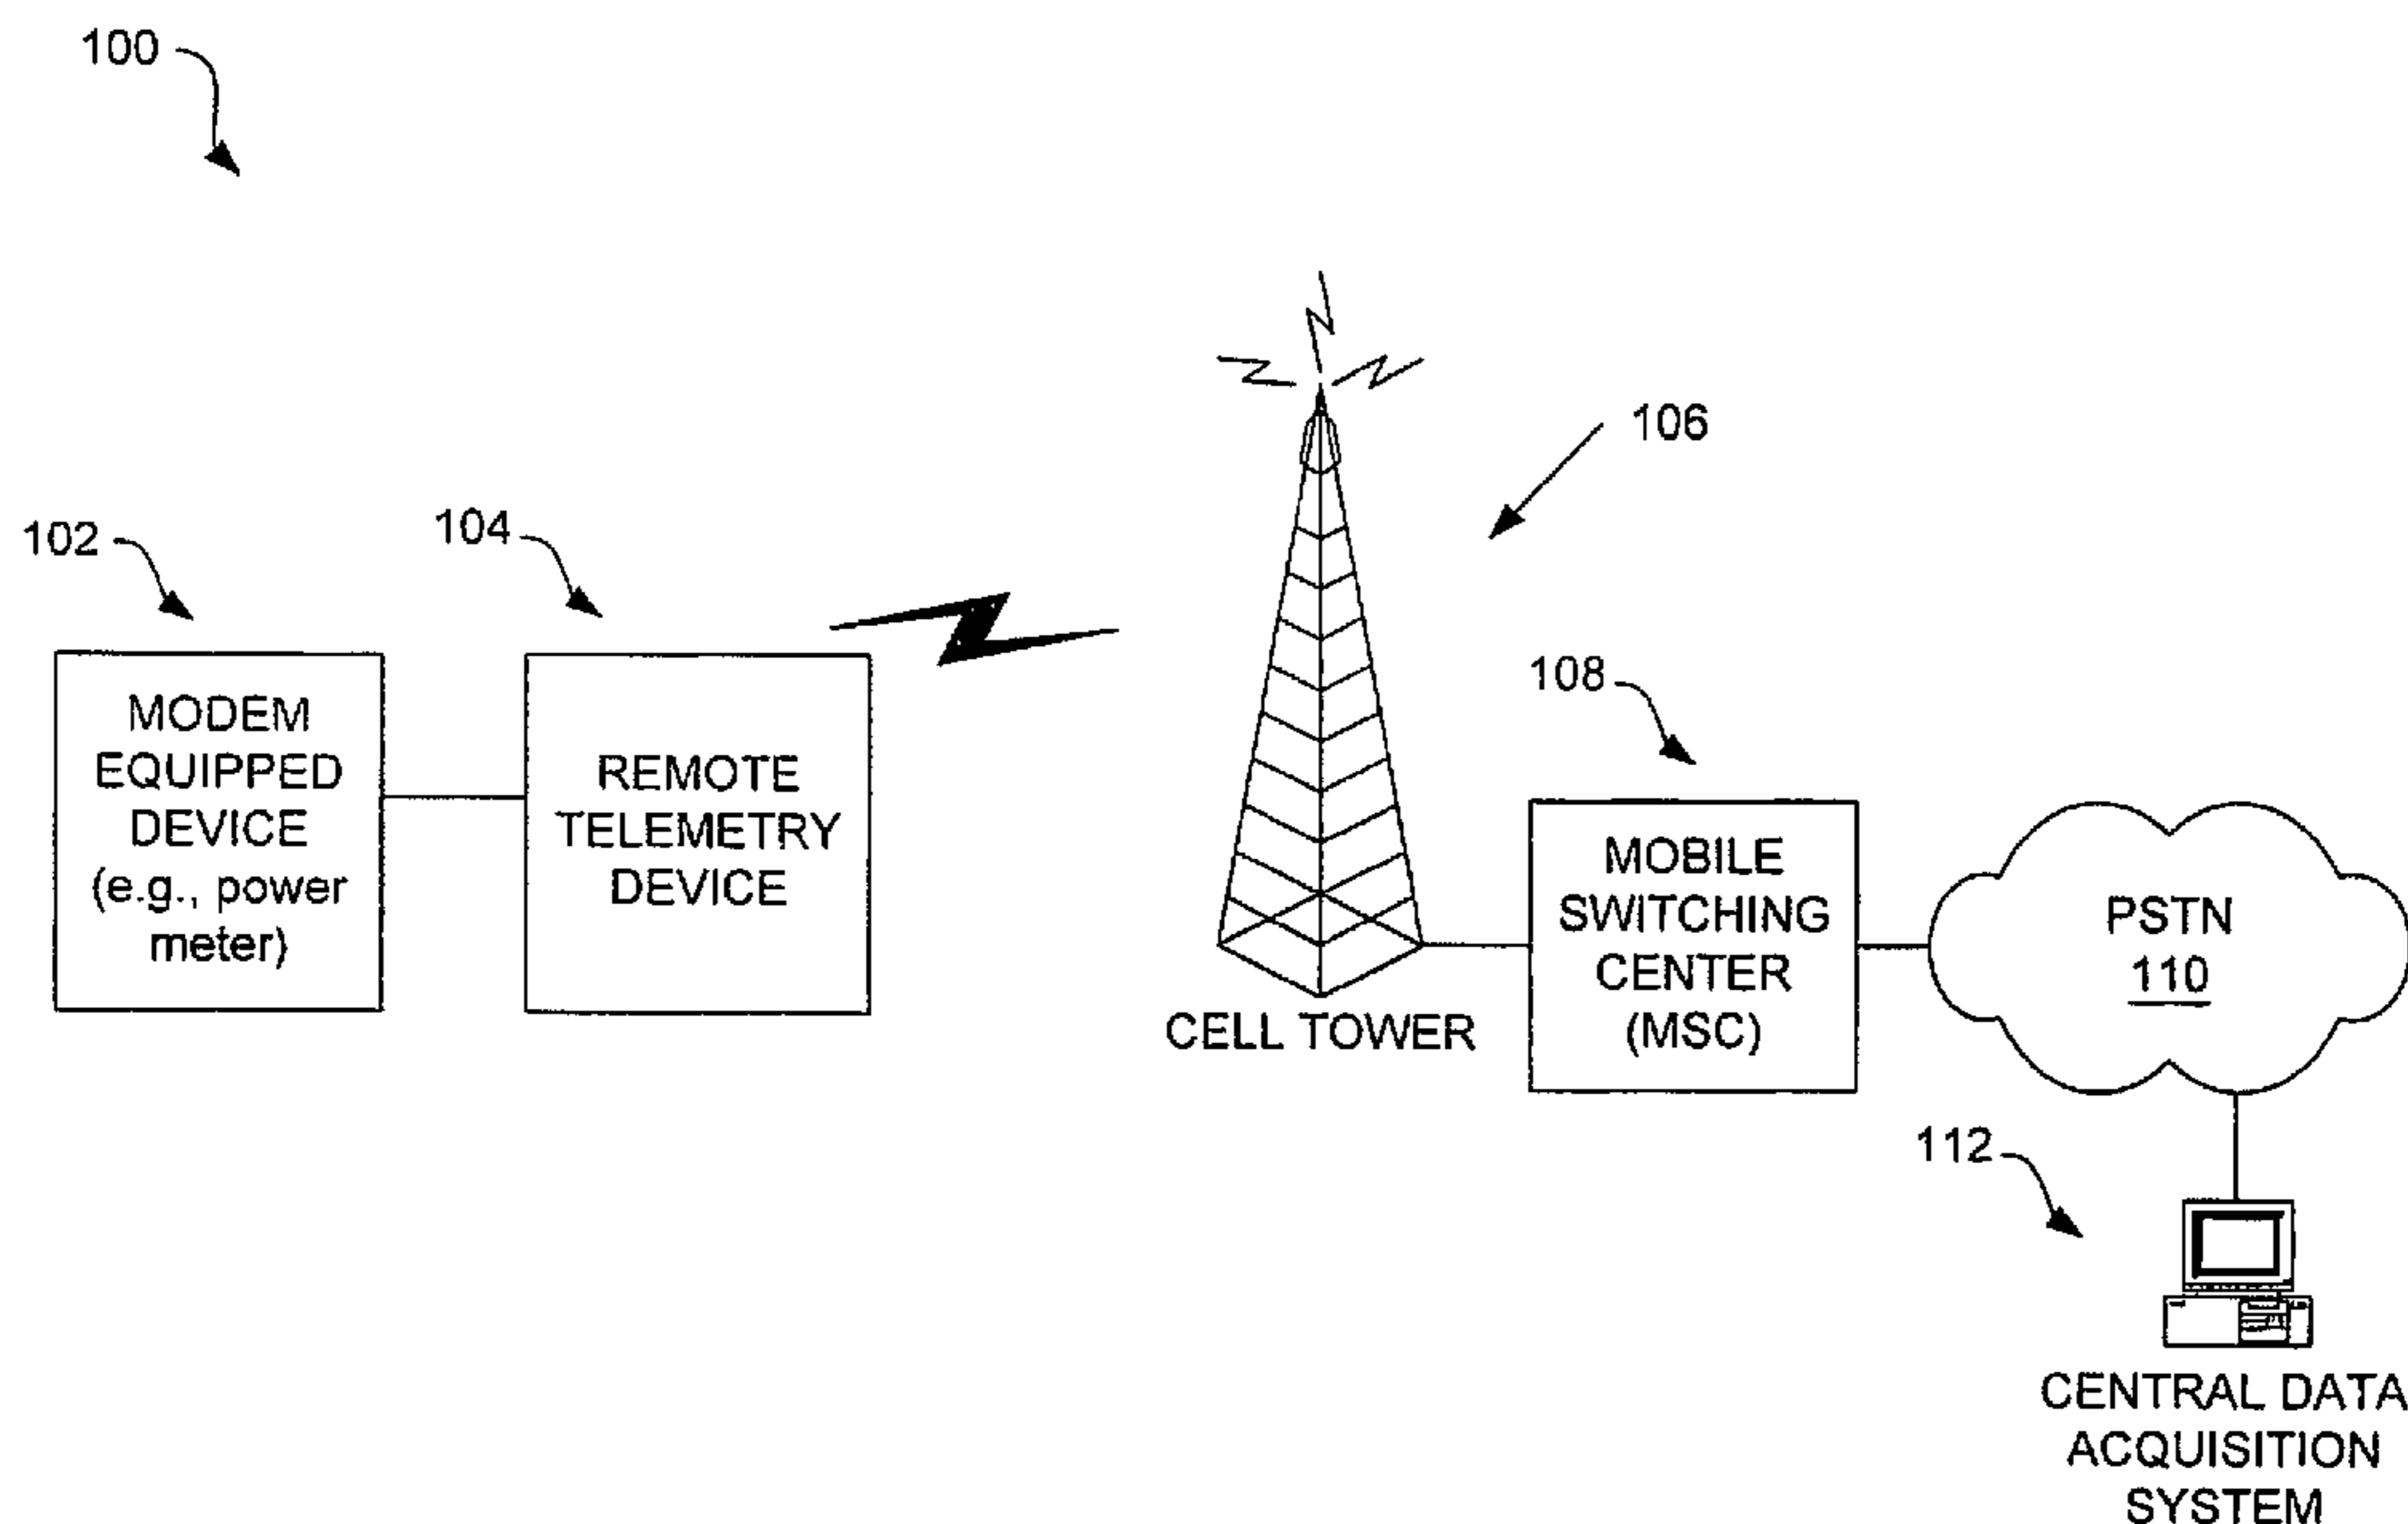 100
106
102
104
108
MODEM
EQUIPPED
DEVICE
(e.g., power
meter)
REMOTE
TELEMETRY
DEVICE
CELL TOWER
MOBILE
SWITCHING
CENTER
(MSC)
PSTN
110
112
CENTRAL DATA
ACQUISITION
SYSTEM